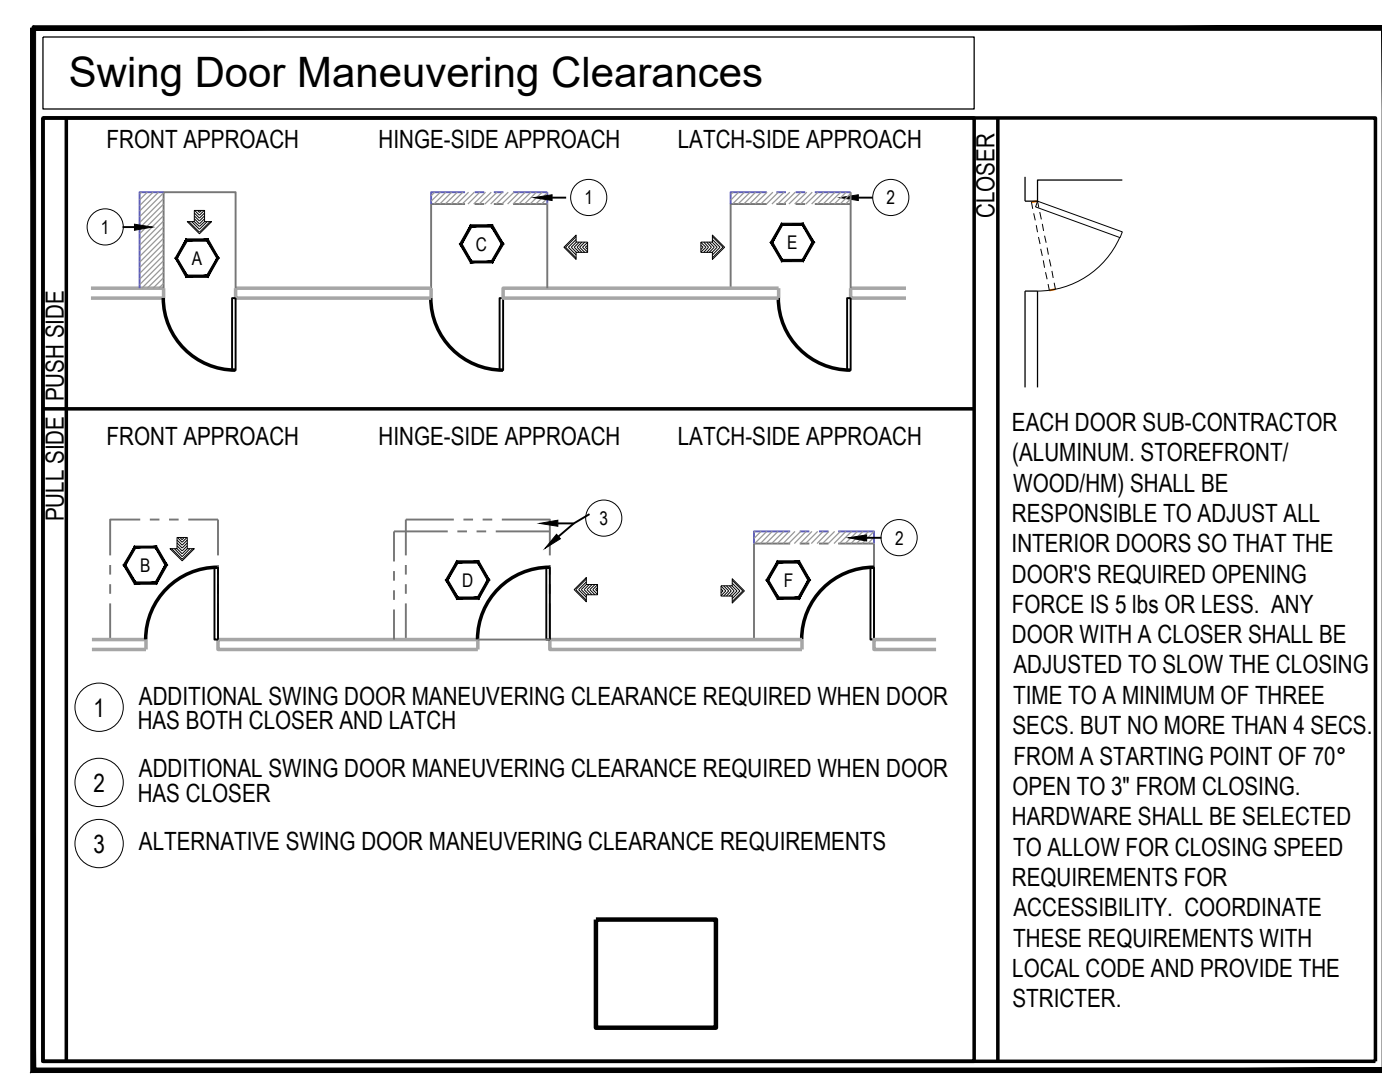 Swing Door Maneuvering Clearances
PUSH SIDE
FRONT APPROACH
HINGE-SIDE APPROACH
LATCH-SIDE APPROACH
1
A
C
1
E
2
PULL SIDE
FRONT APPROACH
HINGE-SIDE APPROACH
LATCH-SIDE APPROACH
B
D
3
F
2
1
ADDITIONAL SWING DOOR MANEUVERING CLEARANCE REQUIRED WHEN DOOR
HAS BOTH CLOSER AND LATCH
2
ADDITIONAL SWING DOOR MANEUVERING CLEARANCE REQUIRED WHEN DOOR
HAS CLOSER
3
ALTERNATIVE SWING DOOR MANEUVERING CLEARANCE REQUIREMENTS
CLOSER
EACH DOOR SUB-CONTRACTOR
(ALUMINUM. STOREFRONT/
WOOD/HM) SHALL BE
RESPONSIBLE TO ADJUST ALL
INTERIOR DOORS SO THAT THE
DOOR'S REQUIRED OPENING
FORCE IS 5 lbs OR LESS.  ANY
DOOR WITH A CLOSER SHALL BE
ADJUSTED TO SLOW THE CLOSING
TIME TO A MINIMUM OF THREE
SECS. BUT NO MORE THAN 4 SECS.
FROM A STARTING POINT OF 70°
OPEN TO 3" FROM CLOSING.
HARDWARE SHALL BE SELECTED
TO ALLOW FOR CLOSING SPEED
REQUIREMENTS FOR
ACCESSIBILITY.  COORDINATE
THESE REQUIREMENTS WITH
LOCAL CODE AND PROVIDE THE
STRICTER.